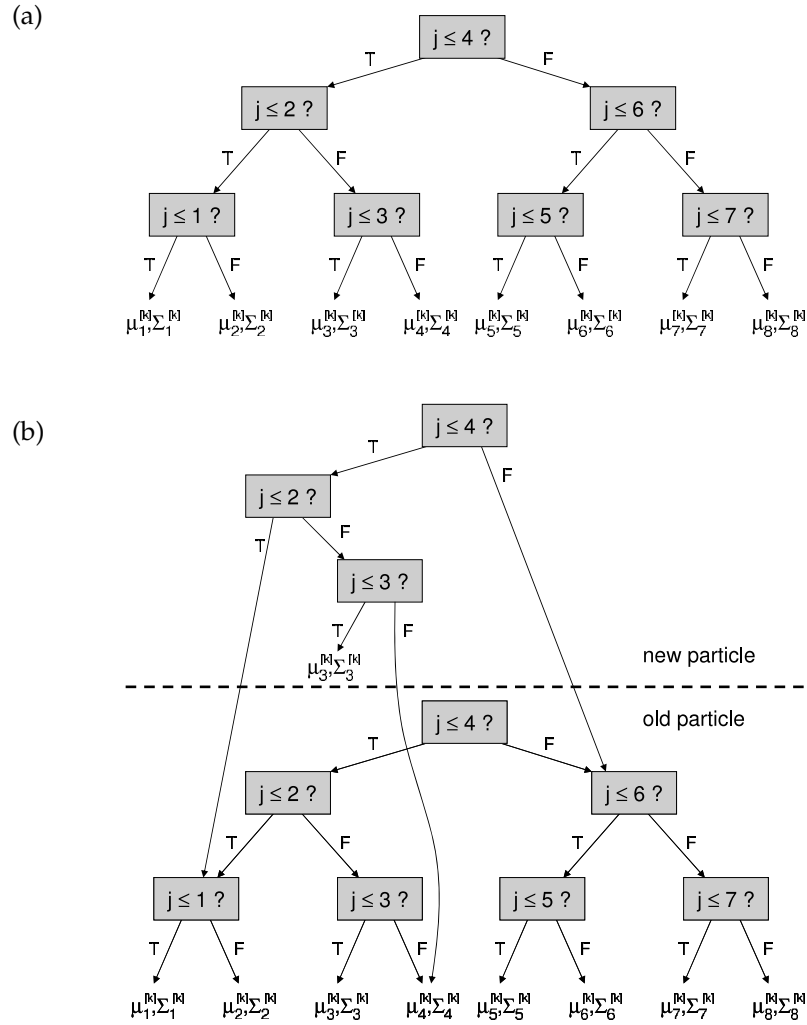 (a)
j ≤ 4 ?
T F
j ≤ 2 ? j ≤ 6 ?
T F T F
j ≤ 1 ? j ≤ 3 ? j ≤ 5 ? j ≤ 7 ?
T F T F T F T F
μ₁^[k],Σ₁^[k] μ₂^[k],Σ₂^[k] μ₃^[k],Σ₃^[k] μ₄^[k],Σ₄^[k] μ₅^[k],Σ₅^[k] μ₆^[k],Σ₆^[k] μ₇^[k],Σ₇^[k] μ₈^[k],Σ₈^[k]
(b)
j ≤ 4 ?
T F
j ≤ 2 ?
T F
j ≤ 3 ?
T F
μ₃^[k],Σ₃^[k]
new particle
old particle
j ≤ 4 ?
T F
j ≤ 2 ? j ≤ 6 ?
T F T F
j ≤ 1 ? j ≤ 3 ? j ≤ 5 ? j ≤ 7 ?
T F T F T F T F
μ₁^[k],Σ₁^[k] μ₂^[k],Σ₂^[k] μ₃^[k],Σ₃^[k] μ₄^[k],Σ₄^[k] μ₅^[k],Σ₅^[k] μ₆^[k],Σ₆^[k] μ₇^[k],Σ₇^[k] μ₈^[k],Σ₈^[k]